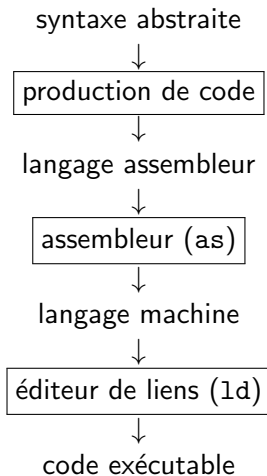 syntaxe abstraite
↓
production de code
↓
langage assembleur
↓
assembleur (as)
↓
langage machine
↓
éditeur de liens (ld)
↓
code exécutable